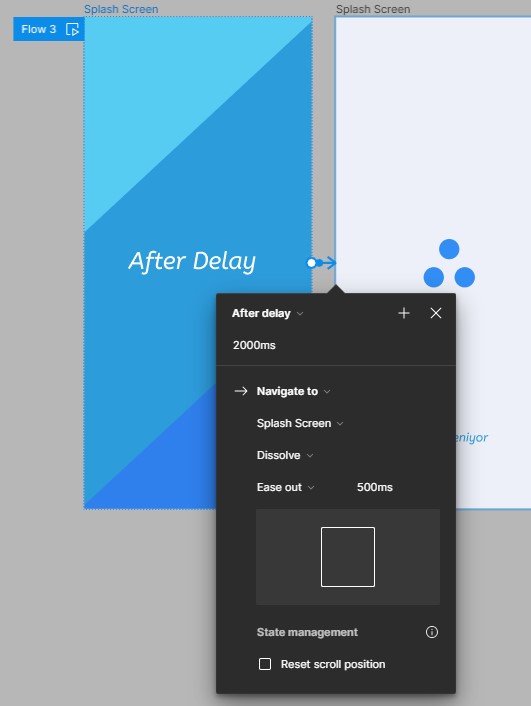 Splash Screen
Splash Screen
Flow 3
After Delay
After delay
2000ms
Navigate to
Splash Screen
Dissolve
eniyor
Ease out
500ms
State management
Reset scroll position